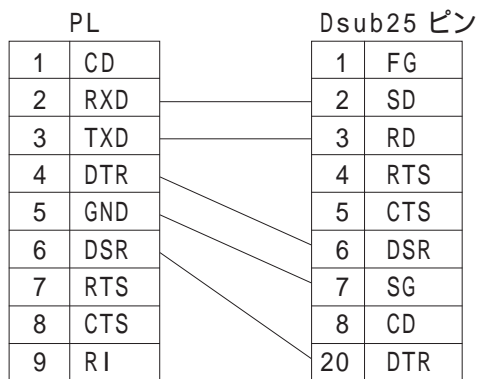 PL Dsub25 ピン
1 CD 1 FG
2 RXD 2 SD
3 TXD 3 RD
4 DTR 4 RTS
5 GND 5 CTS
6 DSR 6 DSR
7 RTS 7 SG
8 CTS 8 CD
9 RI 20 DTR